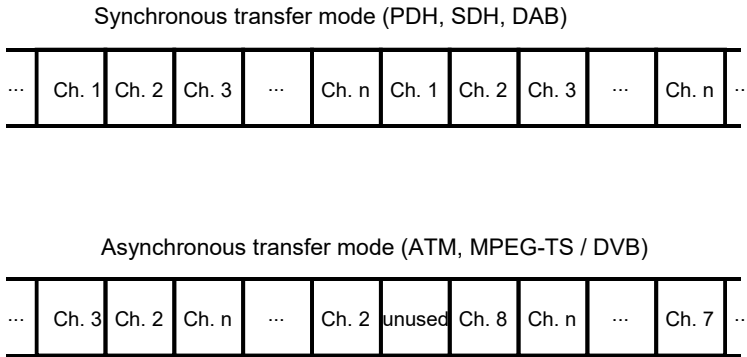 Synchronous transfer mode (PDH, SDH, DAB)
... Ch. 1 Ch. 2 Ch. 3 ... Ch. n Ch. 1 Ch. 2 Ch. 3 ... Ch. n ..
Asynchronous transfer mode (ATM, MPEG-TS / DVB)
... Ch. 3 Ch. 2 Ch. n ... Ch. 2 unused Ch. 8 Ch. n ... Ch. 7 ..